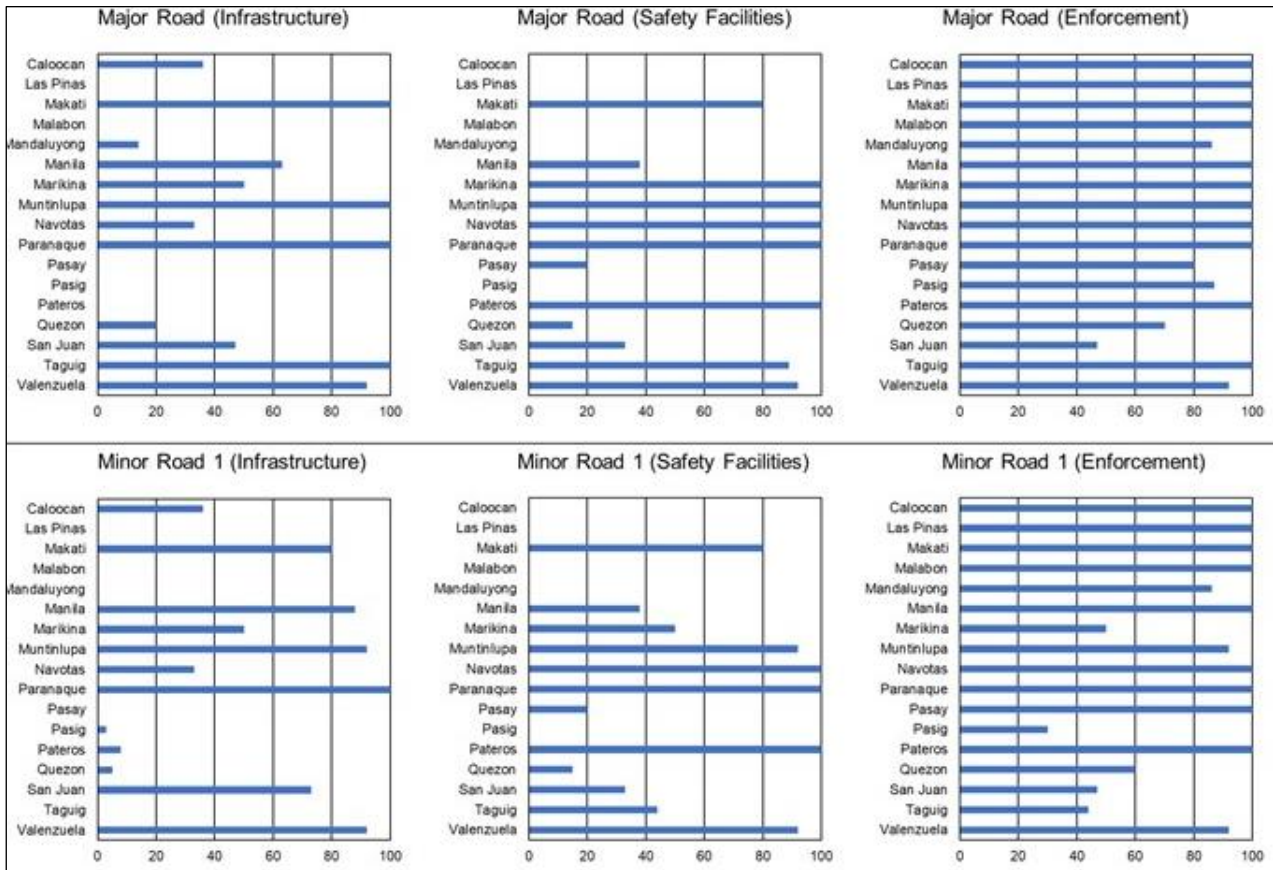 Major Road (Infrastructure)
Caloocan
Las Pinas
Makati
Malabon
Mandaluyong
Manila
Marikina
Muntinlupa
Navotas
Paranaque
Pasay
Pasig
Pateros
Quezon
San Juan
Taguig
Valenzuela
0 20 40 60 80 100
Major Road (Safety Facilities)
Caloocan
Las Pinas
Makati
Malabon
Mandaluyong
Manila
Marikina
Muntinlupa
Navotas
Paranaque
Pasay
Pasig
Pateros
Quezon
San Juan
Taguig
Valenzuela
0 20 40 60 80 100
Major Road (Enforcement)
Caloocan
Las Pinas
Makati
Malabon
Mandaluyong
Manila
Marikina
Muntinlupa
Navotas
Paranaque
Pasay
Pasig
Pateros
Quezon
San Juan
Taguig
Valenzuela
0 20 40 60 80 100
Minor Road 1 (Infrastructure)
Caloocan
Las Pinas
Makati
Malabon
Mandaluyong
Manila
Marikina
Muntinlupa
Navotas
Paranaque
Pasay
Pasig
Pateros
Quezon
San Juan
Taguig
Valenzuela
0 20 40 60 80 100
Minor Road 1 (Safety Facilities)
Caloocan
Las Pinas
Makati
Malabon
Mandaluyong
Manila
Marikina
Muntinlupa
Navotas
Paranaque
Pasay
Pasig
Pateros
Quezon
San Juan
Taguig
Valenzuela
0 20 40 60 80 100
Minor Road 1 (Enforcement)
Caloocan
Las Pinas
Makati
Malabon
Mandaluyong
Manila
Marikina
Muntinlupa
Navotas
Paranaque
Pasay
Pasig
Pateros
Quezon
San Juan
Taguig
Valenzuela
0 20 40 60 80 100